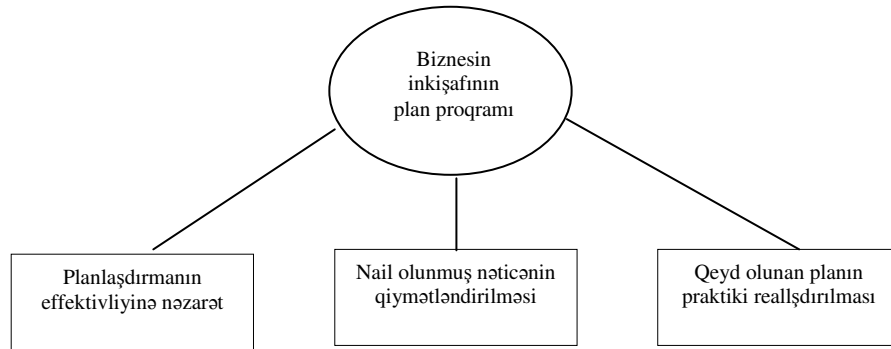 Biznesin
inkişafının
plan proqramı
Planlaşdırmanın
effektivliyinə nəzarət
Nail olunmuş nəticənin
qiymətləndirilməsi
Qeyd olunan planın
praktiki reallşdırılması